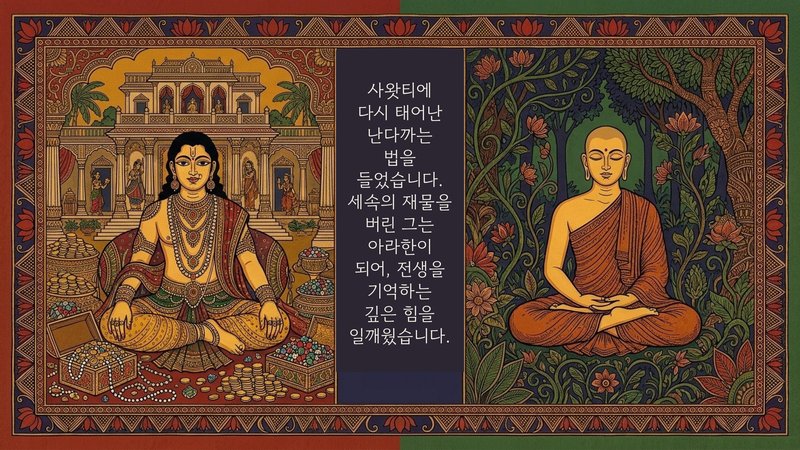 사왓티에
다시 태어난
난다까는
법을
들었습니다.
세속의 재물을
버린 그는
아라한이
되어, 전생을
기억하는
깊은 힘을
일깨웠습니다.